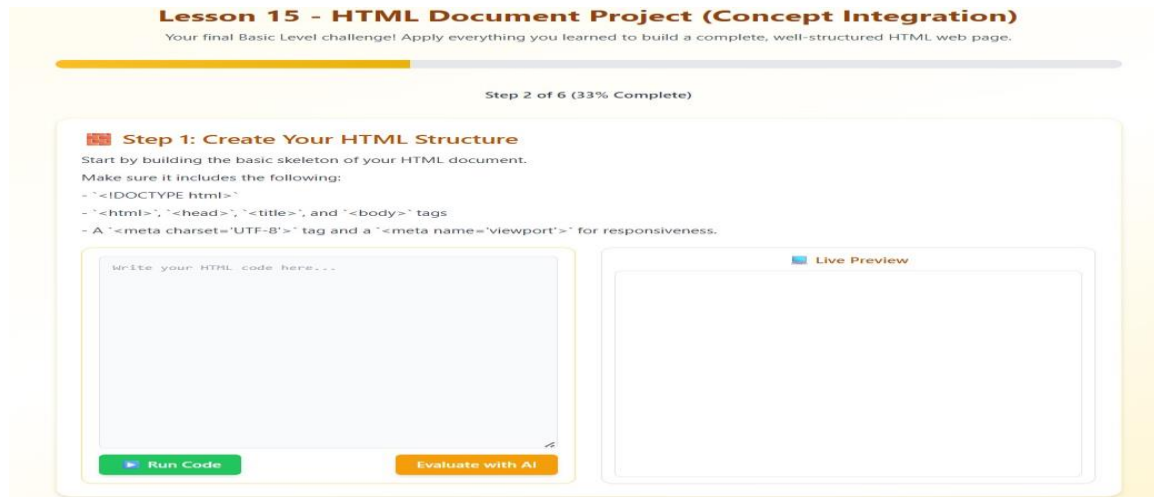 Lesson 15 - HTML Document Project (Concept Integration)
Your final Basic Level challenge! Apply everything you learned to build a complete, well-structured HTML web page.
Step 2 of 6 (33% Complete)
Step 1: Create Your HTML Structure
Start by building the basic skeleton of your HTML document.
Make sure it includes the following:
- `<!DOCTYPE html>`
- `<html>`, `<head>`, `<title>`, and `<body>` tags
- A `<meta charset='UTF-8'>` tag and a `<meta name='viewport'>` for responsiveness.
Write your HTML code here...
Live Preview
Run Code
Evaluate with AI